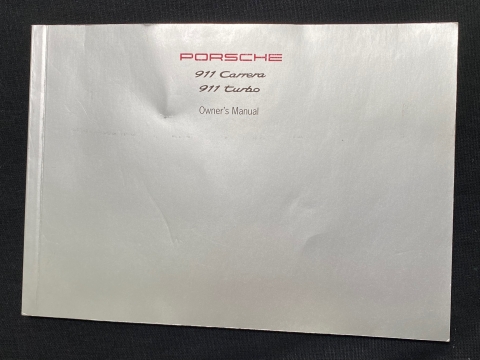 PORSCHE
911 Carrera
911 turbo
Owner's Manual